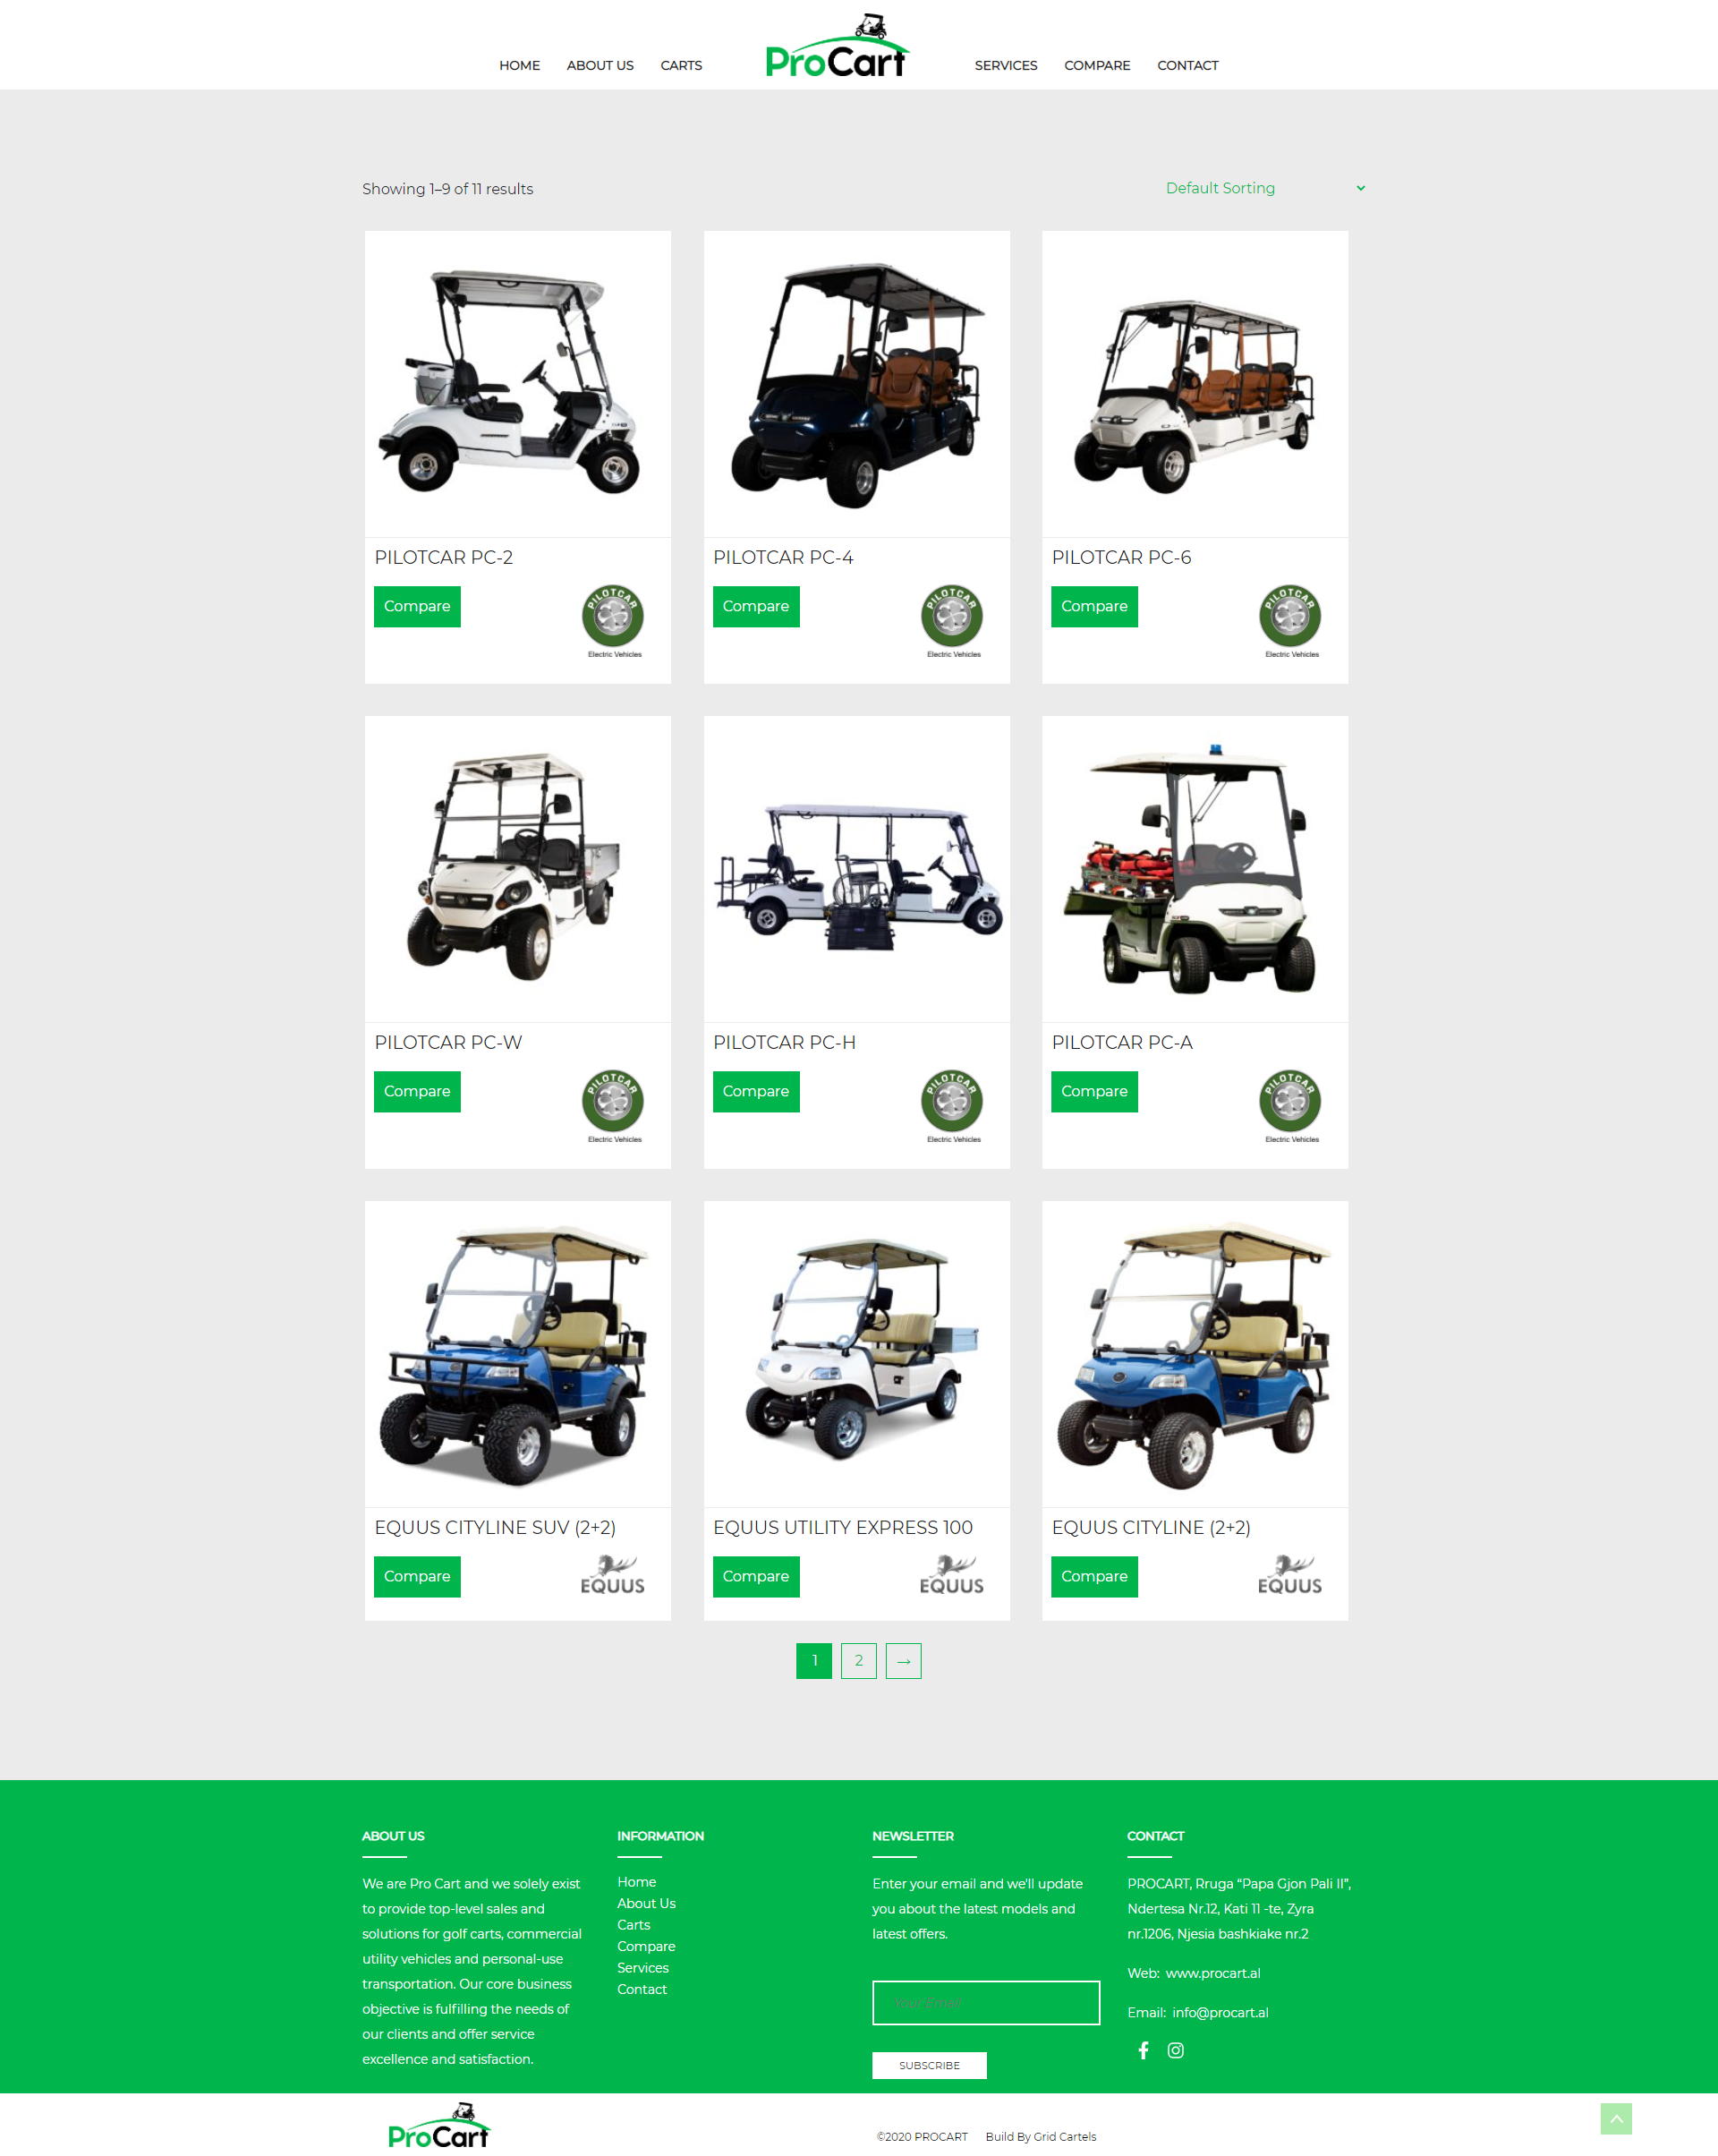 HOME ABOUT US CARTS ProCart SERVICES COMPARE CONTACT
Showing 1–9 of 11 results Default Sorting
PILOTCAR PC-2 PILOTCAR PC-4 PILOTCAR PC-6
Compare PILOTCAR Compare PILOTCAR Compare PILOTCAR
Electric Vehicles Electric Vehicles Electric Vehicles
PILOTCAR PC-W PILOTCAR PC-H PILOTCAR PC-A
Compare PILOTCAR Compare PILOTCAR Compare PILOTCAR
Electric Vehicles Electric Vehicles Electric Vehicles
EQUUS CITYLINE SUV (2+2) EQUUS UTILITY EXPRESS 100 EQUUS CITYLINE (2+2)
Compare EQUUS Compare EQUUS Compare EQUUS
1 2 →
ABOUT US
We are Pro Cart and we solely exist
to provide top-level sales and
solutions for golf carts, commercial
utility vehicles and personal-use
transportation. Our core business
objective is fulfilling the needs of
our clients and offer service
excellence and satisfaction.
INFORMATION
Home
About Us
Carts
Compare
Services
Contact
NEWSLETTER
Enter your email and we'll update
you about the latest models and
latest offers.
Your Email
SUBSCRIBE
CONTACT
PROCART, Rruga “Papa Gjon Pali II”,
Ndertesa Nr.12, Kati 11 -te, Zyra
nr.1206, Njesia bashkiake nr.2
Web: www.procart.al
Email: info@procart.al
ProCart
©2020 PROCART Build By Grid Cartels